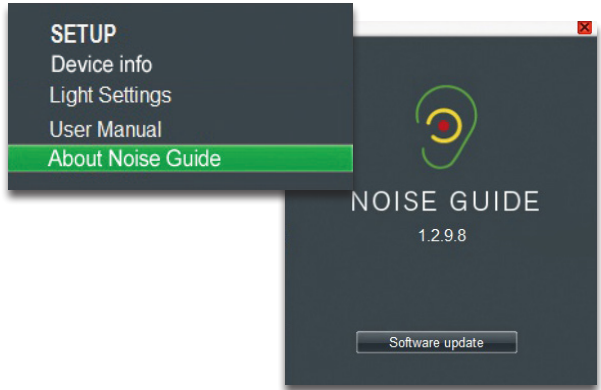 SETUP
Device info
Light Settings
User Manual
About Noise Guide
NOISE GUIDE
1.2.9.8
Software update